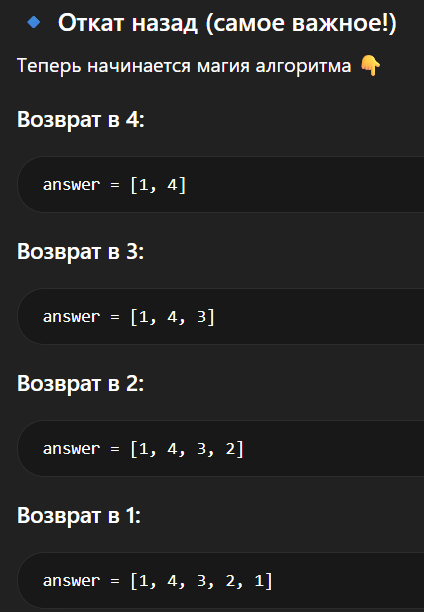 🔹 Откат назад (самое важное!)
Теперь начинается магия алгоритма 👇
Возврат в 4:
answer = [1, 4]
Возврат в 3:
answer = [1, 4, 3]
Возврат в 2:
answer = [1, 4, 3, 2]
Возврат в 1:
answer = [1, 4, 3, 2, 1]